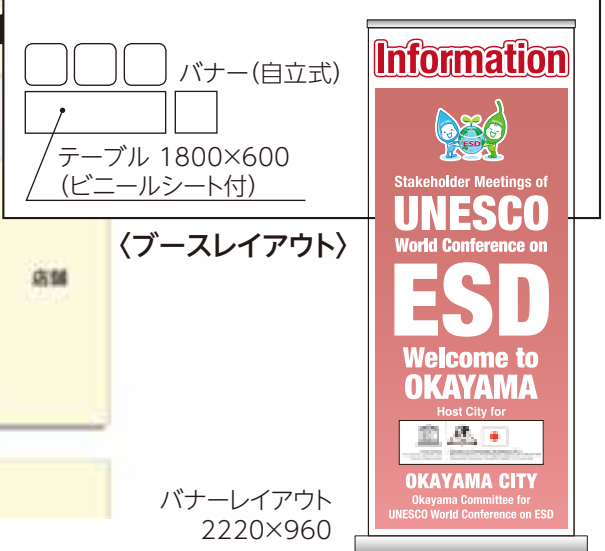 バナー(自立式)
テーブル 1800×600
(ビニールシート付)
〈ブースレイアウト〉
店舗
バナーレイアウト
2220×960
Information
ESD
Stakeholder Meetings of
UNESCO
World Conference on
ESD
Welcome to
OKAYAMA
Host City for
OKAYAMA CITY
Okayama Committee for
UNESCO World Conference on ESD